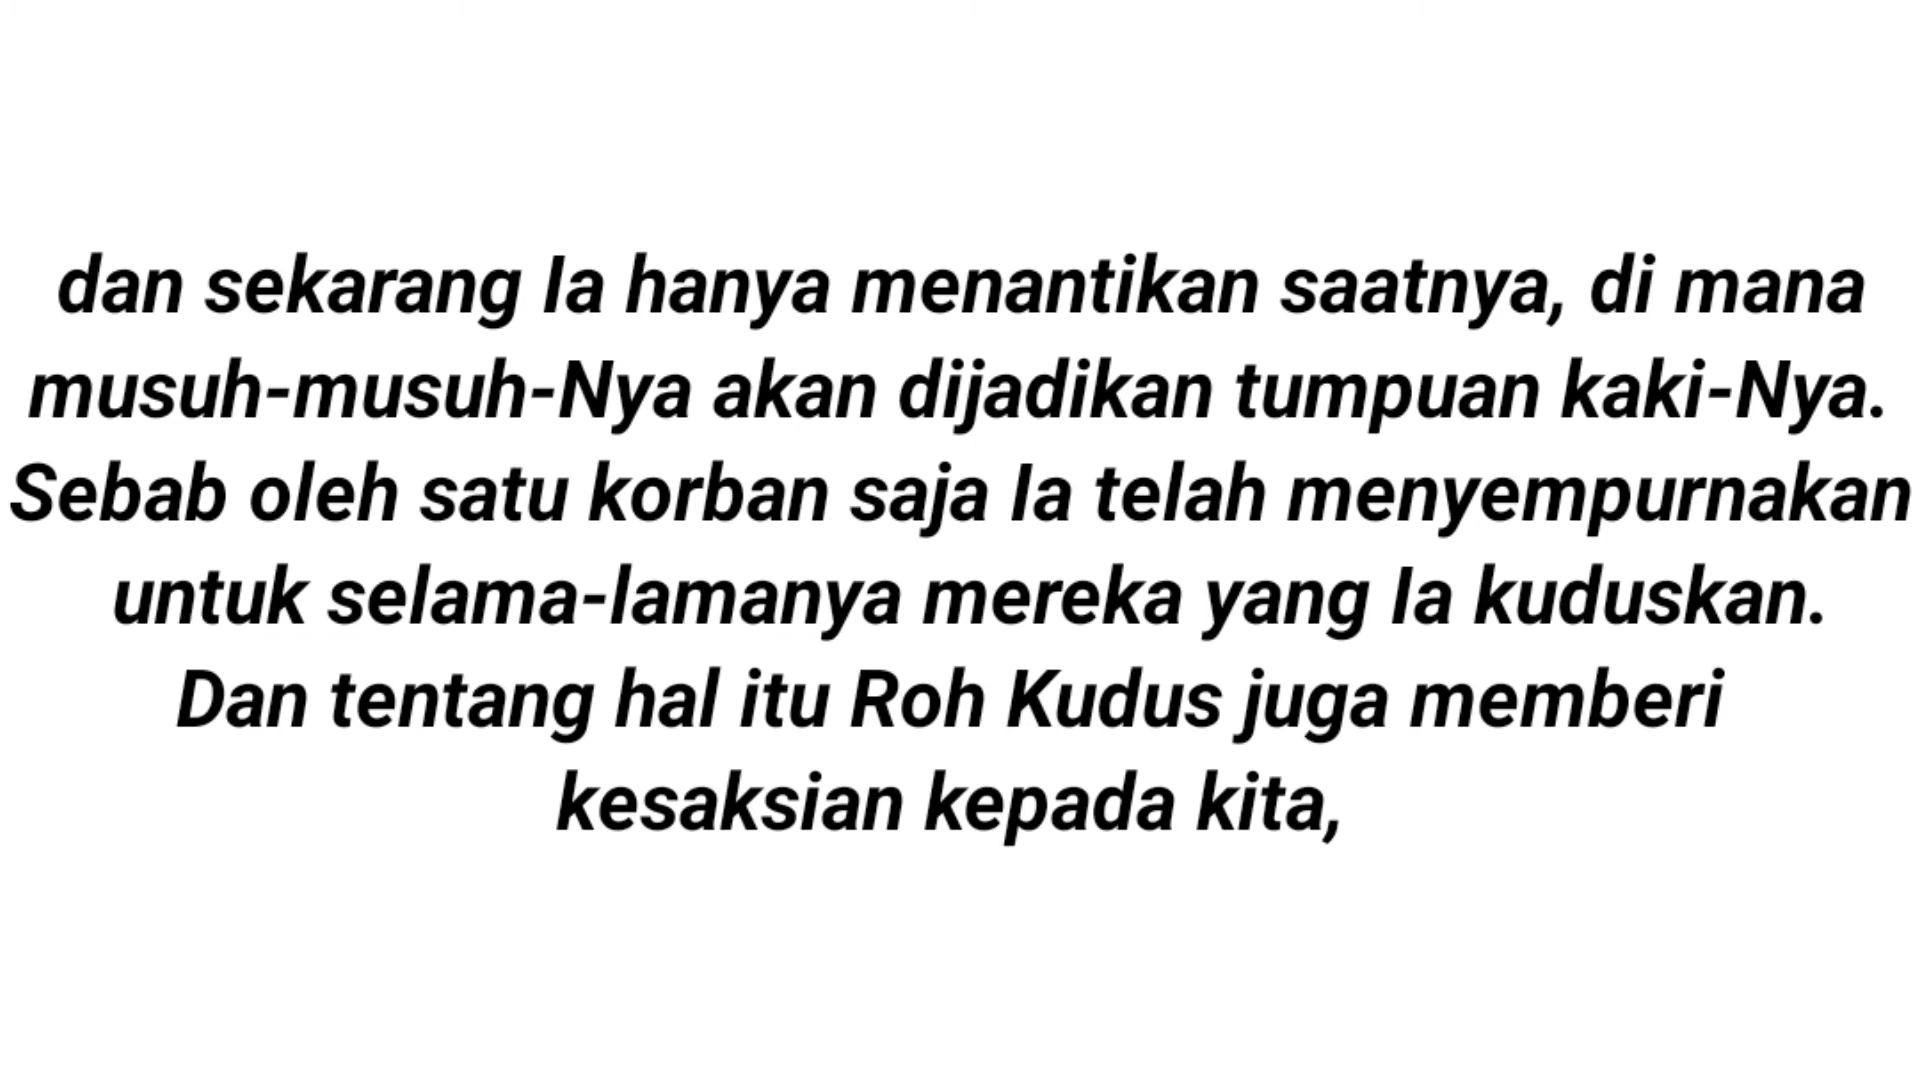 dan sekarang Ia hanya menantikan saatnya, di mana
musuh-musuh-Nya akan dijadikan tumpuan kaki-Nya.
Sebab oleh satu korban saja Ia telah menyempurnakan
untuk selama-lamanya mereka yang Ia kuduskan.
Dan tentang hal itu Roh Kudus juga memberi
kesaksian kepada kita,